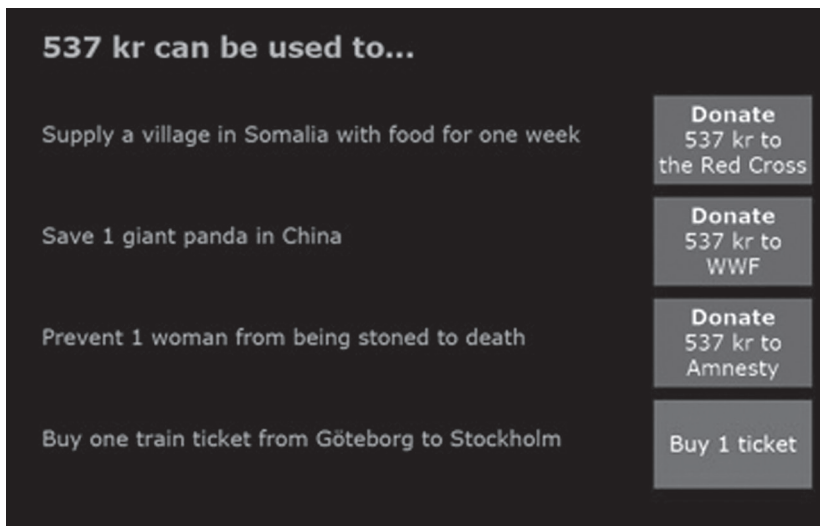 537 kr can be used to...
Supply a village in Somalia with food for one week
Donate
537 kr to
the Red Cross
Save 1 giant panda in China
Donate
537 kr to
WWF
Prevent 1 woman from being stoned to death
Donate
537 kr to
Amnesty
Buy one train ticket from Göteborg to Stockholm
Buy 1 ticket